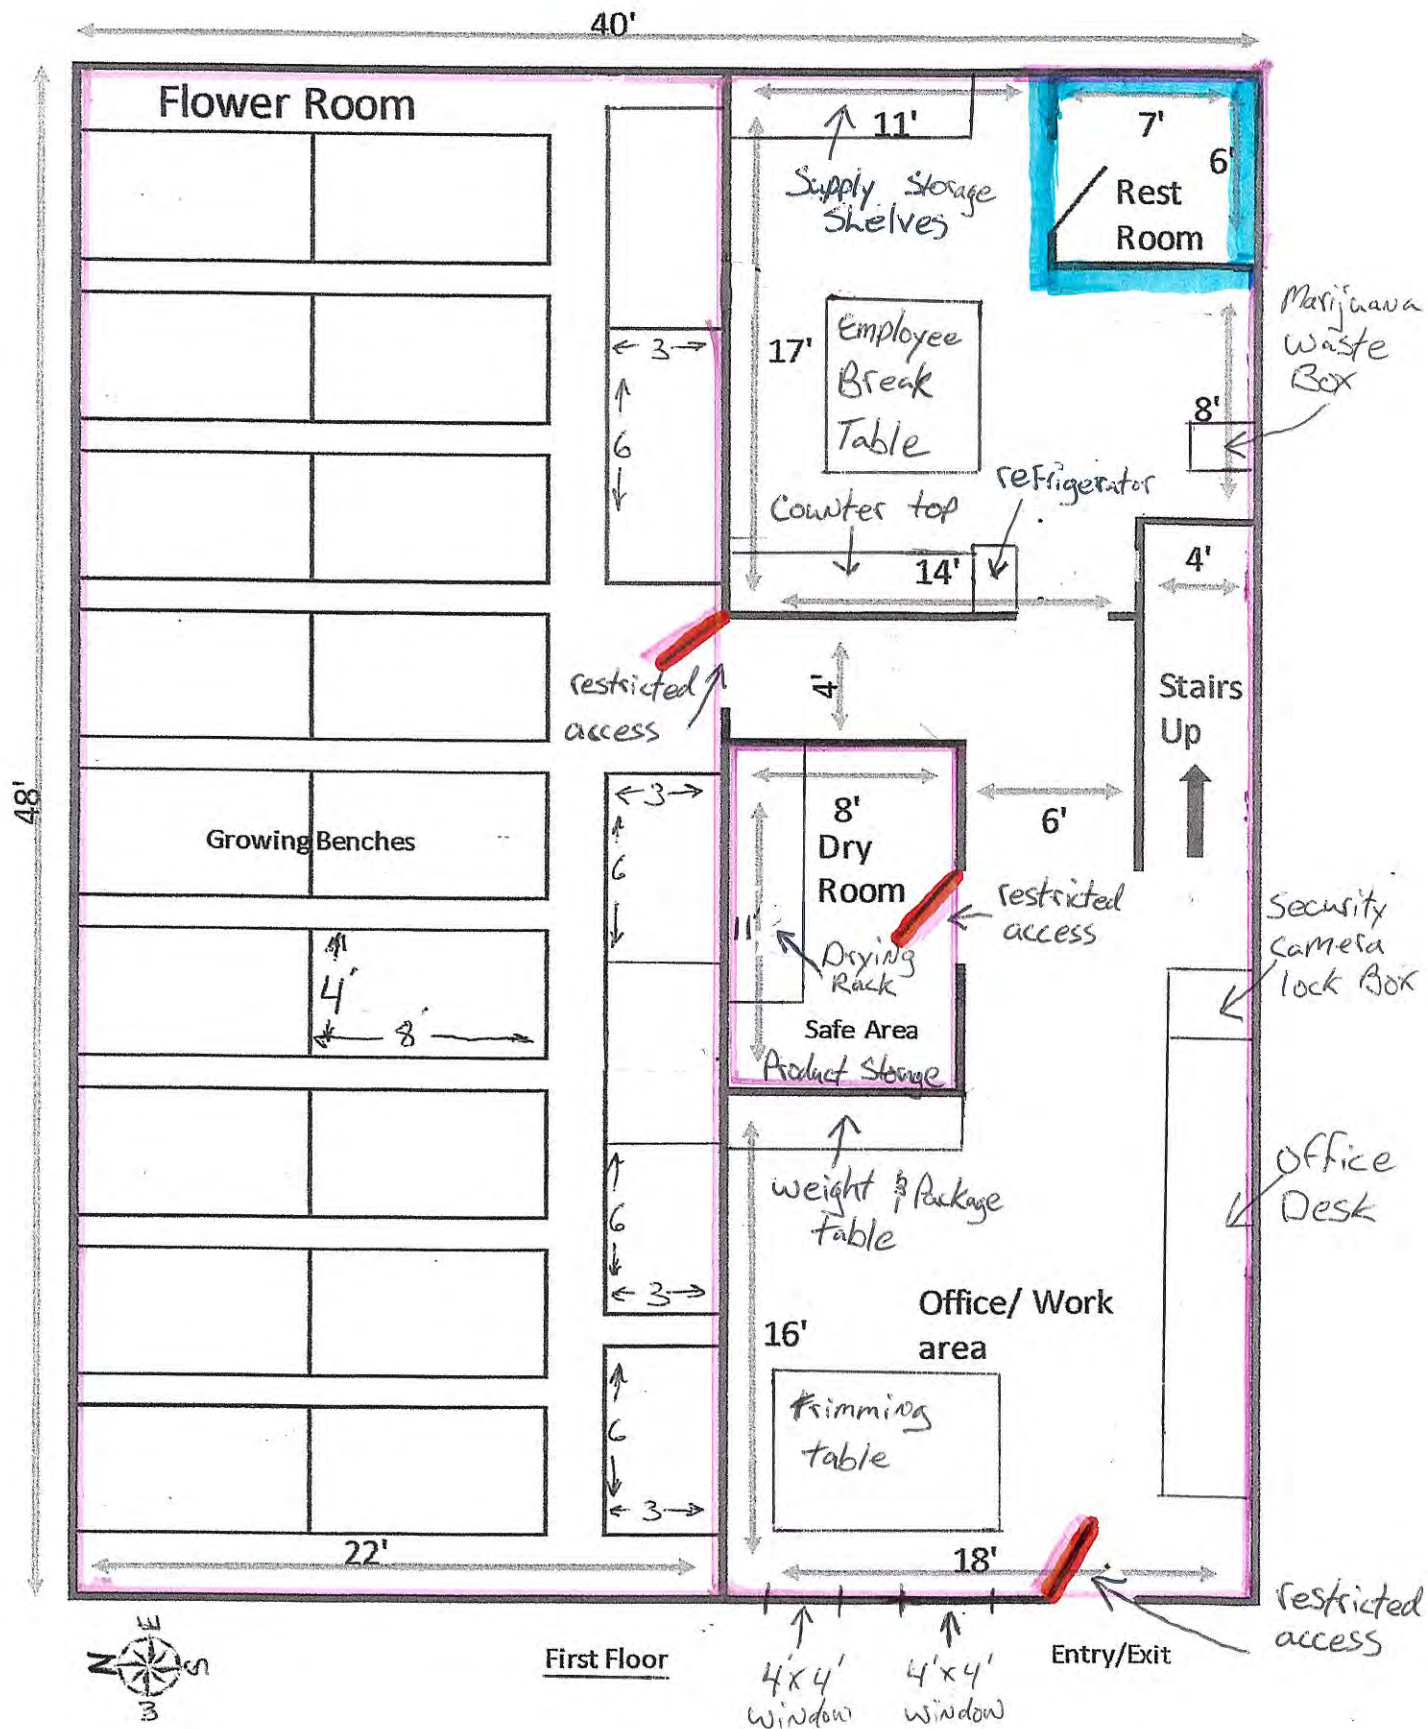 40'
Flower Room
11'
7'
6'
Supply Storage
Shelves
Rest
Room
Marijuana
Waste
Box
← 3 →
6
17'
Employee
Break
Table
8'
refrigerator
Counter top
14'
4'
restricted
access
4'
Stairs
Up
48'
Growing Benches
← 3 →
6
8'
Dry
Room
6'
restricted
access
11'
Drying
Rack
Security
Camera
lock Box
4'
8'
Safe Area
Product Storage
Office
Desk
weight & Package
table
6
← 3 →
Office/ Work
area
16'
trimming
table
6
← 3 →
22'
18'
restricted
access
N E S
First Floor
4'x4'
window
4'x4'
window
Entry/Exit